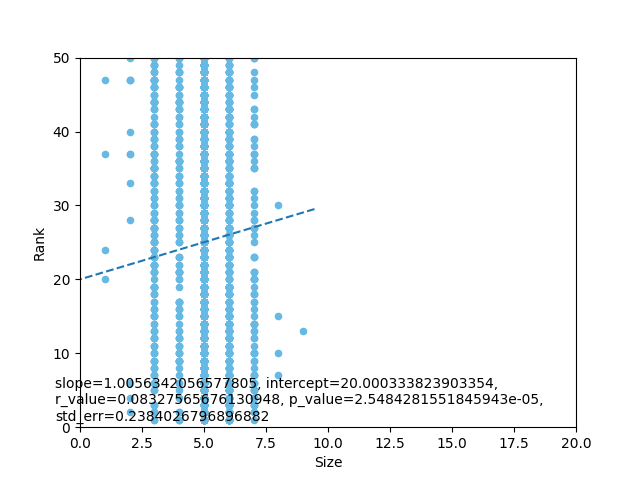 50
40
30
20
10
0
Rank
slope=1.0056342056577805, intercept=20.000333823903354,
r_value=0.08327565676130948, p_value=2.5484281551845943e-05,
std_err=0.2384026796896882
0.0 2.5 5.0 7.5 10.0 12.5 15.0 17.5 20.0
Size